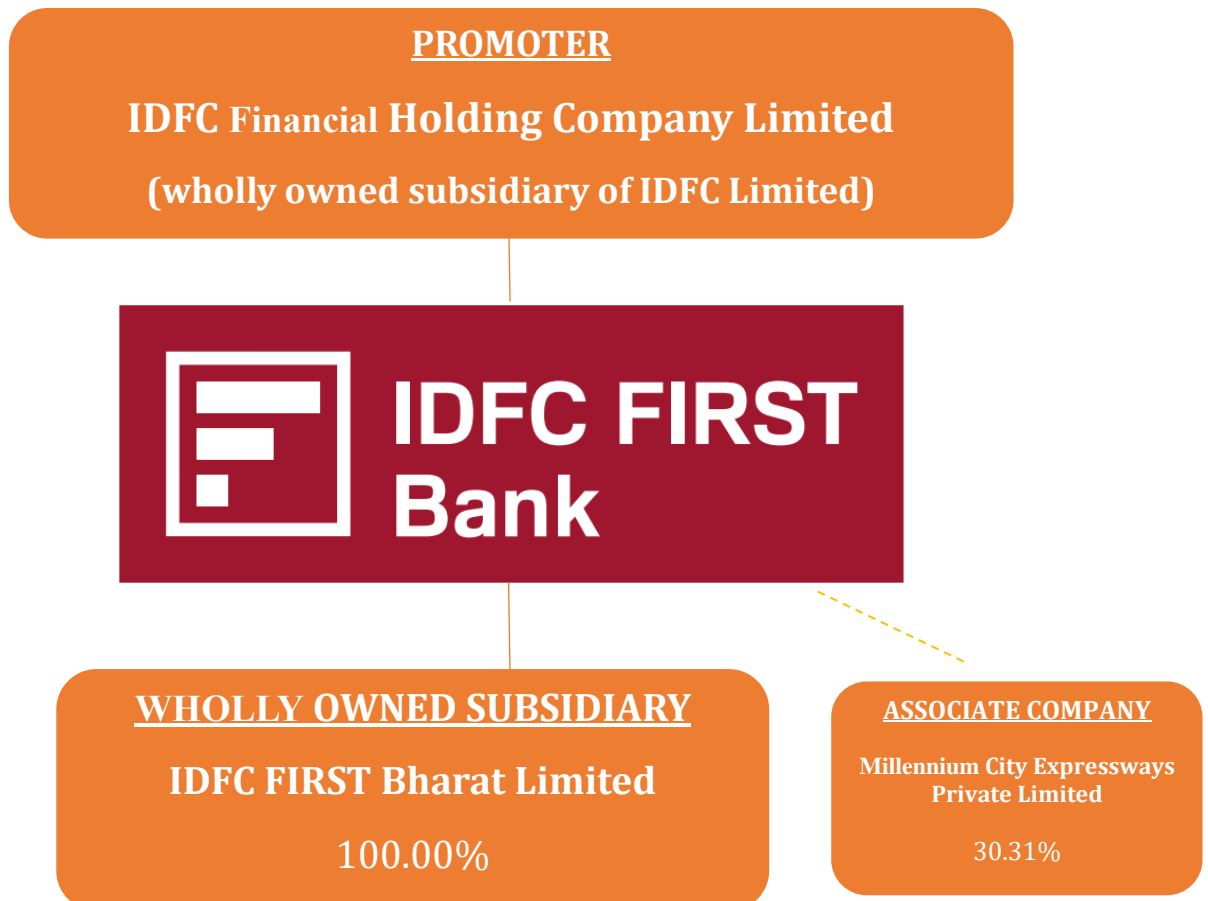 PROMOTER
IDFC Financial Holding Company Limited
(wholly owned subsidiary of IDFC Limited)
IDFC FIRST
Bank
WHOLLY OWNED SUBSIDIARY
IDFC FIRST Bharat Limited
100.00%
ASSOCIATE COMPANY
Millennium City Expressways
Private Limited
30.31%